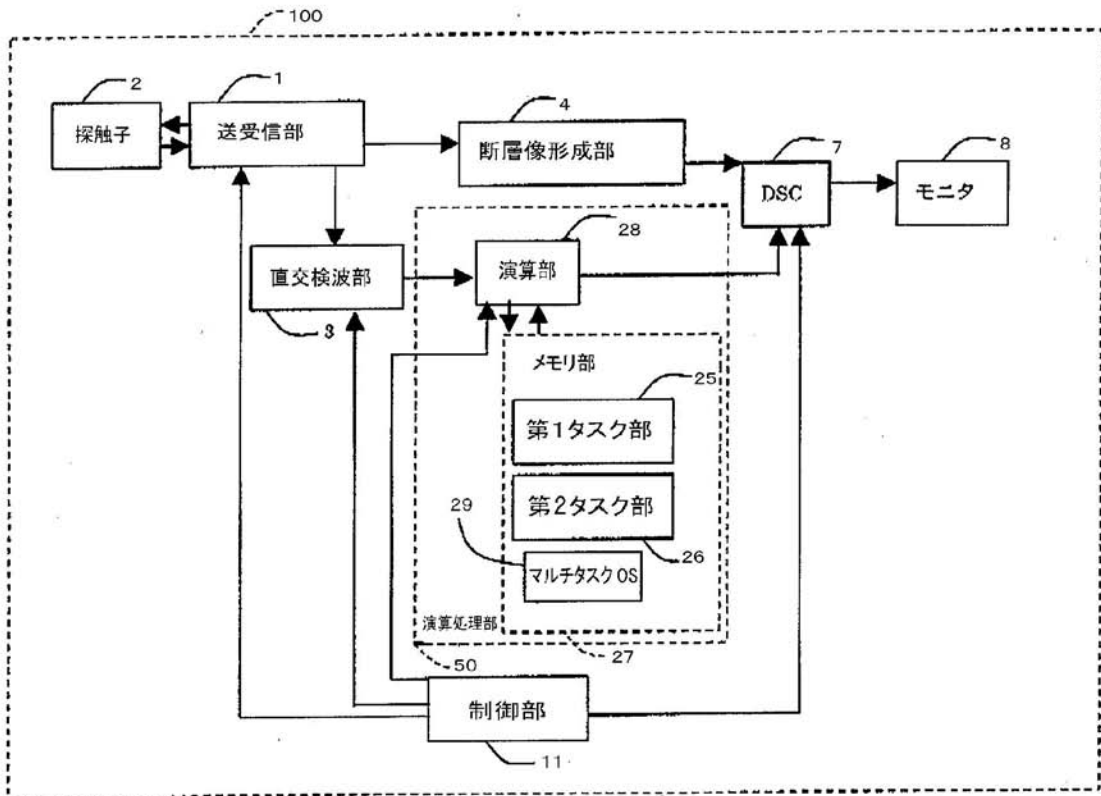 100
2
探触子
1
送受信部
4
断層像形成部
7
DSC
8
モニタ
直交検波部
3
28
演算部
メモリ部
25
第1タスク部
第2タスク部
26
29
マルチタスクOS
演算処理部
50
27
制御部
11